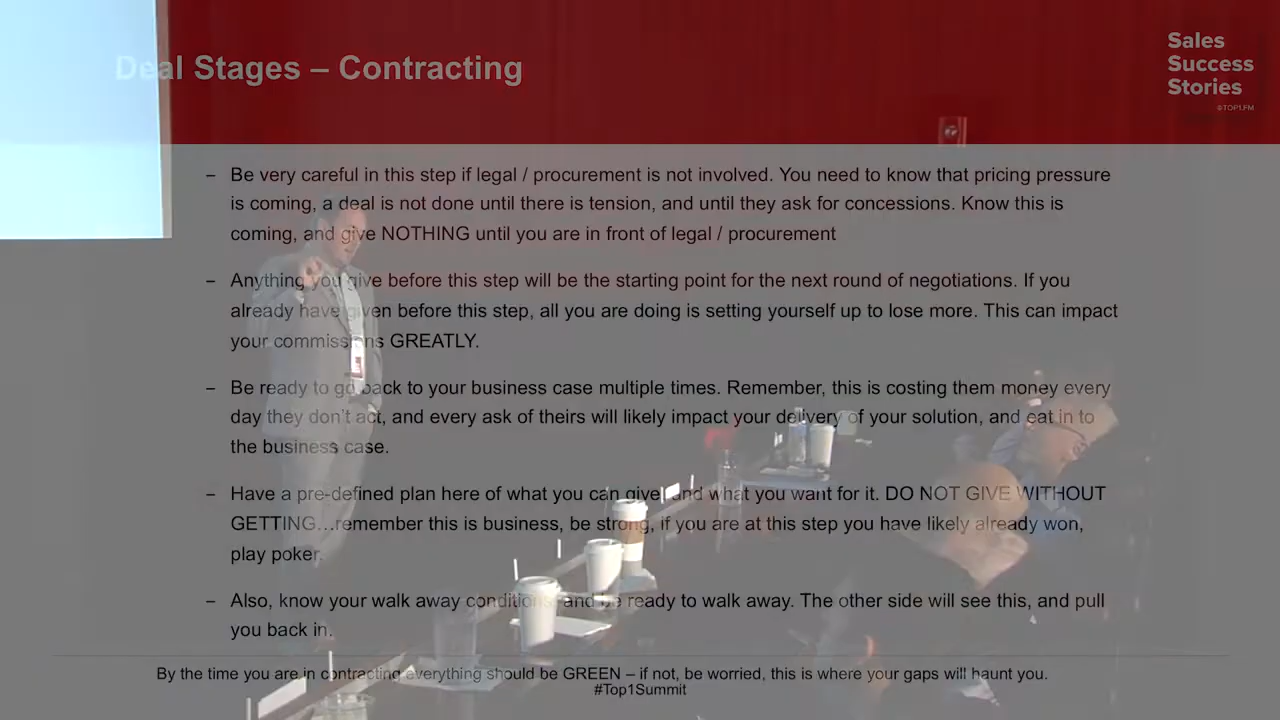 Deal Stages – Contracting
Sales
Success
Stories
©TOP1.FM
– Be very careful in this step if legal / procurement is not involved. You need to know that pricing pressure
is coming, a deal is not done until there is tension, and until they ask for concessions. Know this is
coming, and give NOTHING until you are in front of legal / procurement
– Anything you give before this step will be the starting point for the next round of negotiations. If you
already have given before this step, all you are doing is setting yourself up to lose more. This can impact
your commissions GREATLY.
– Be ready to go back to your business case multiple times. Remember, this is costing them money every
day they don't act, and every ask of theirs will likely impact your delivery of your solution, and eat in to
the business case.
– Have a pre-defined plan here of what you can give, and what you want for it. DO NOT GIVE WITHOUT
GETTING…remember this is business, be strong, if you are at this step you have likely already won,
play poker.
– Also, know your walk away conditions, and be ready to walk away. The other side will see this, and pull
you back in.
By the time you are in contracting everything should be GREEN – if not, be worried, this is where your gaps will haunt you.
#Top1Summit